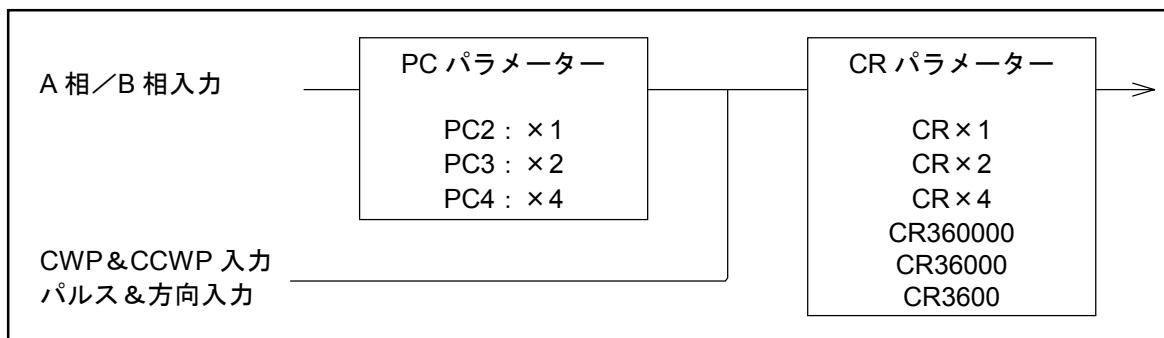 A 相／B 相入力
PC パラメーター
PC2 : ×1
PC3 : ×2
PC4 : ×4
CWP＆CCWP 入力
パルス＆方向入力
CR パラメーター
CR×1
CR×2
CR×4
CR360000
CR36000
CR3600